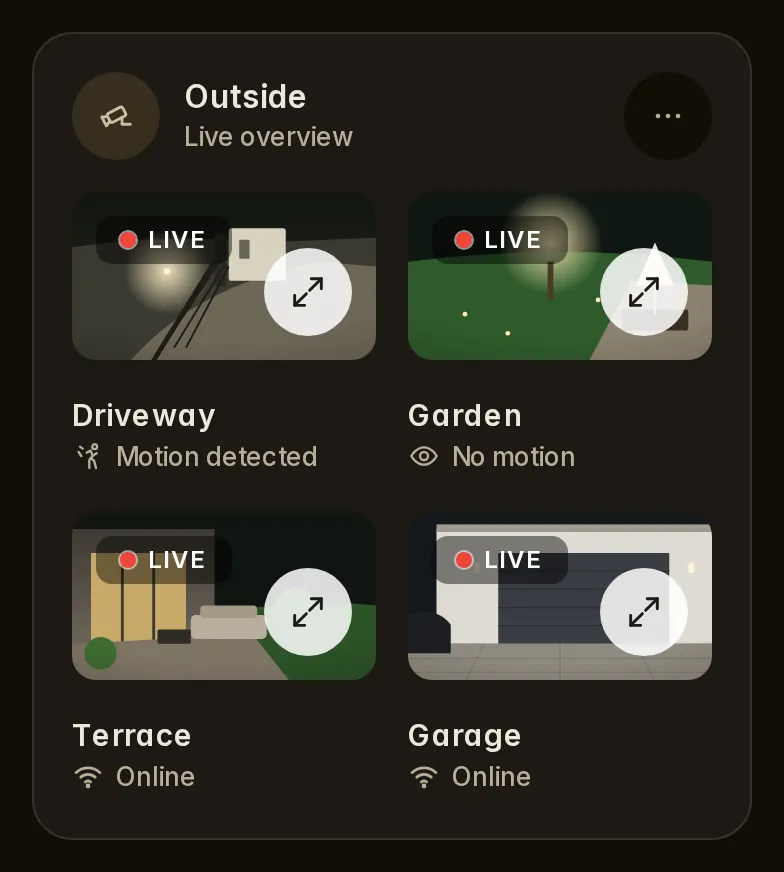 Outside
Live overview
LIVE
LIVE
Driveway
Motion detected
Garden
No motion
LIVE
LIVE
Terrace
Online
Garage
Online